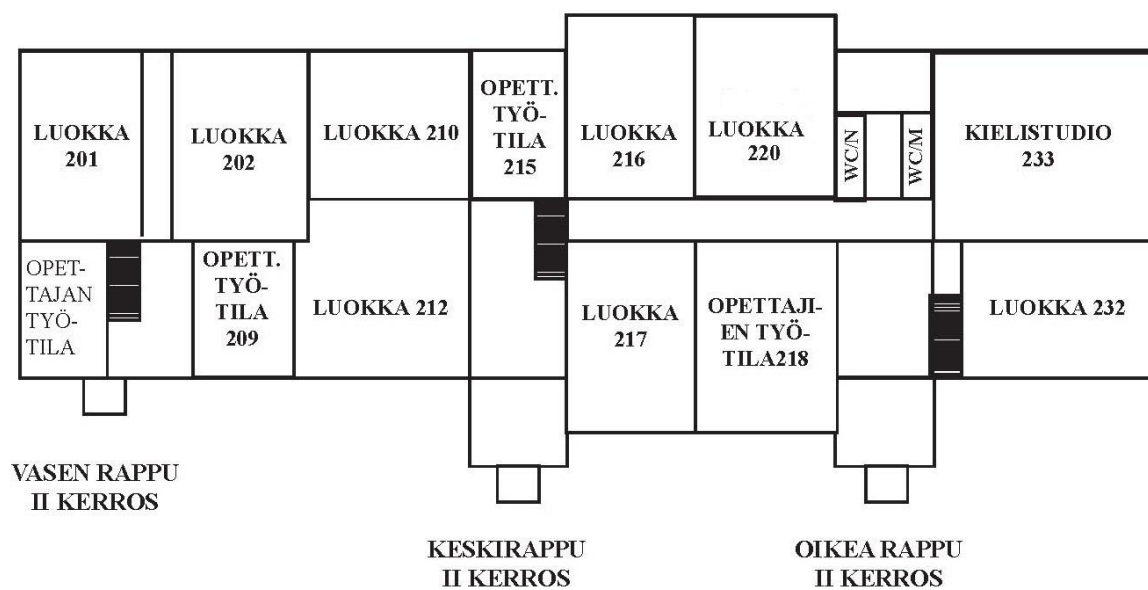 LUOKKA
201
LUOKKA
202
LUOKKA 210
OPETT.
TYÖ-
TILA
215
LUOKKA
216
LUOKKA
220
WC/N
WC/M
KIELISTUDIO
233
OPET-
TAJAN
TYÖ-
TILA
OPETT.
TYÖ-
TILA
209
LUOKKA 212
LUOKKA
217
OPETTAJI-
EN TYÖ-
TILA218
LUOKKA 232
VASEN RAPPU
II KERROS
KESKIRAPPU
II KERROS
OIKEA RAPPU
II KERROS